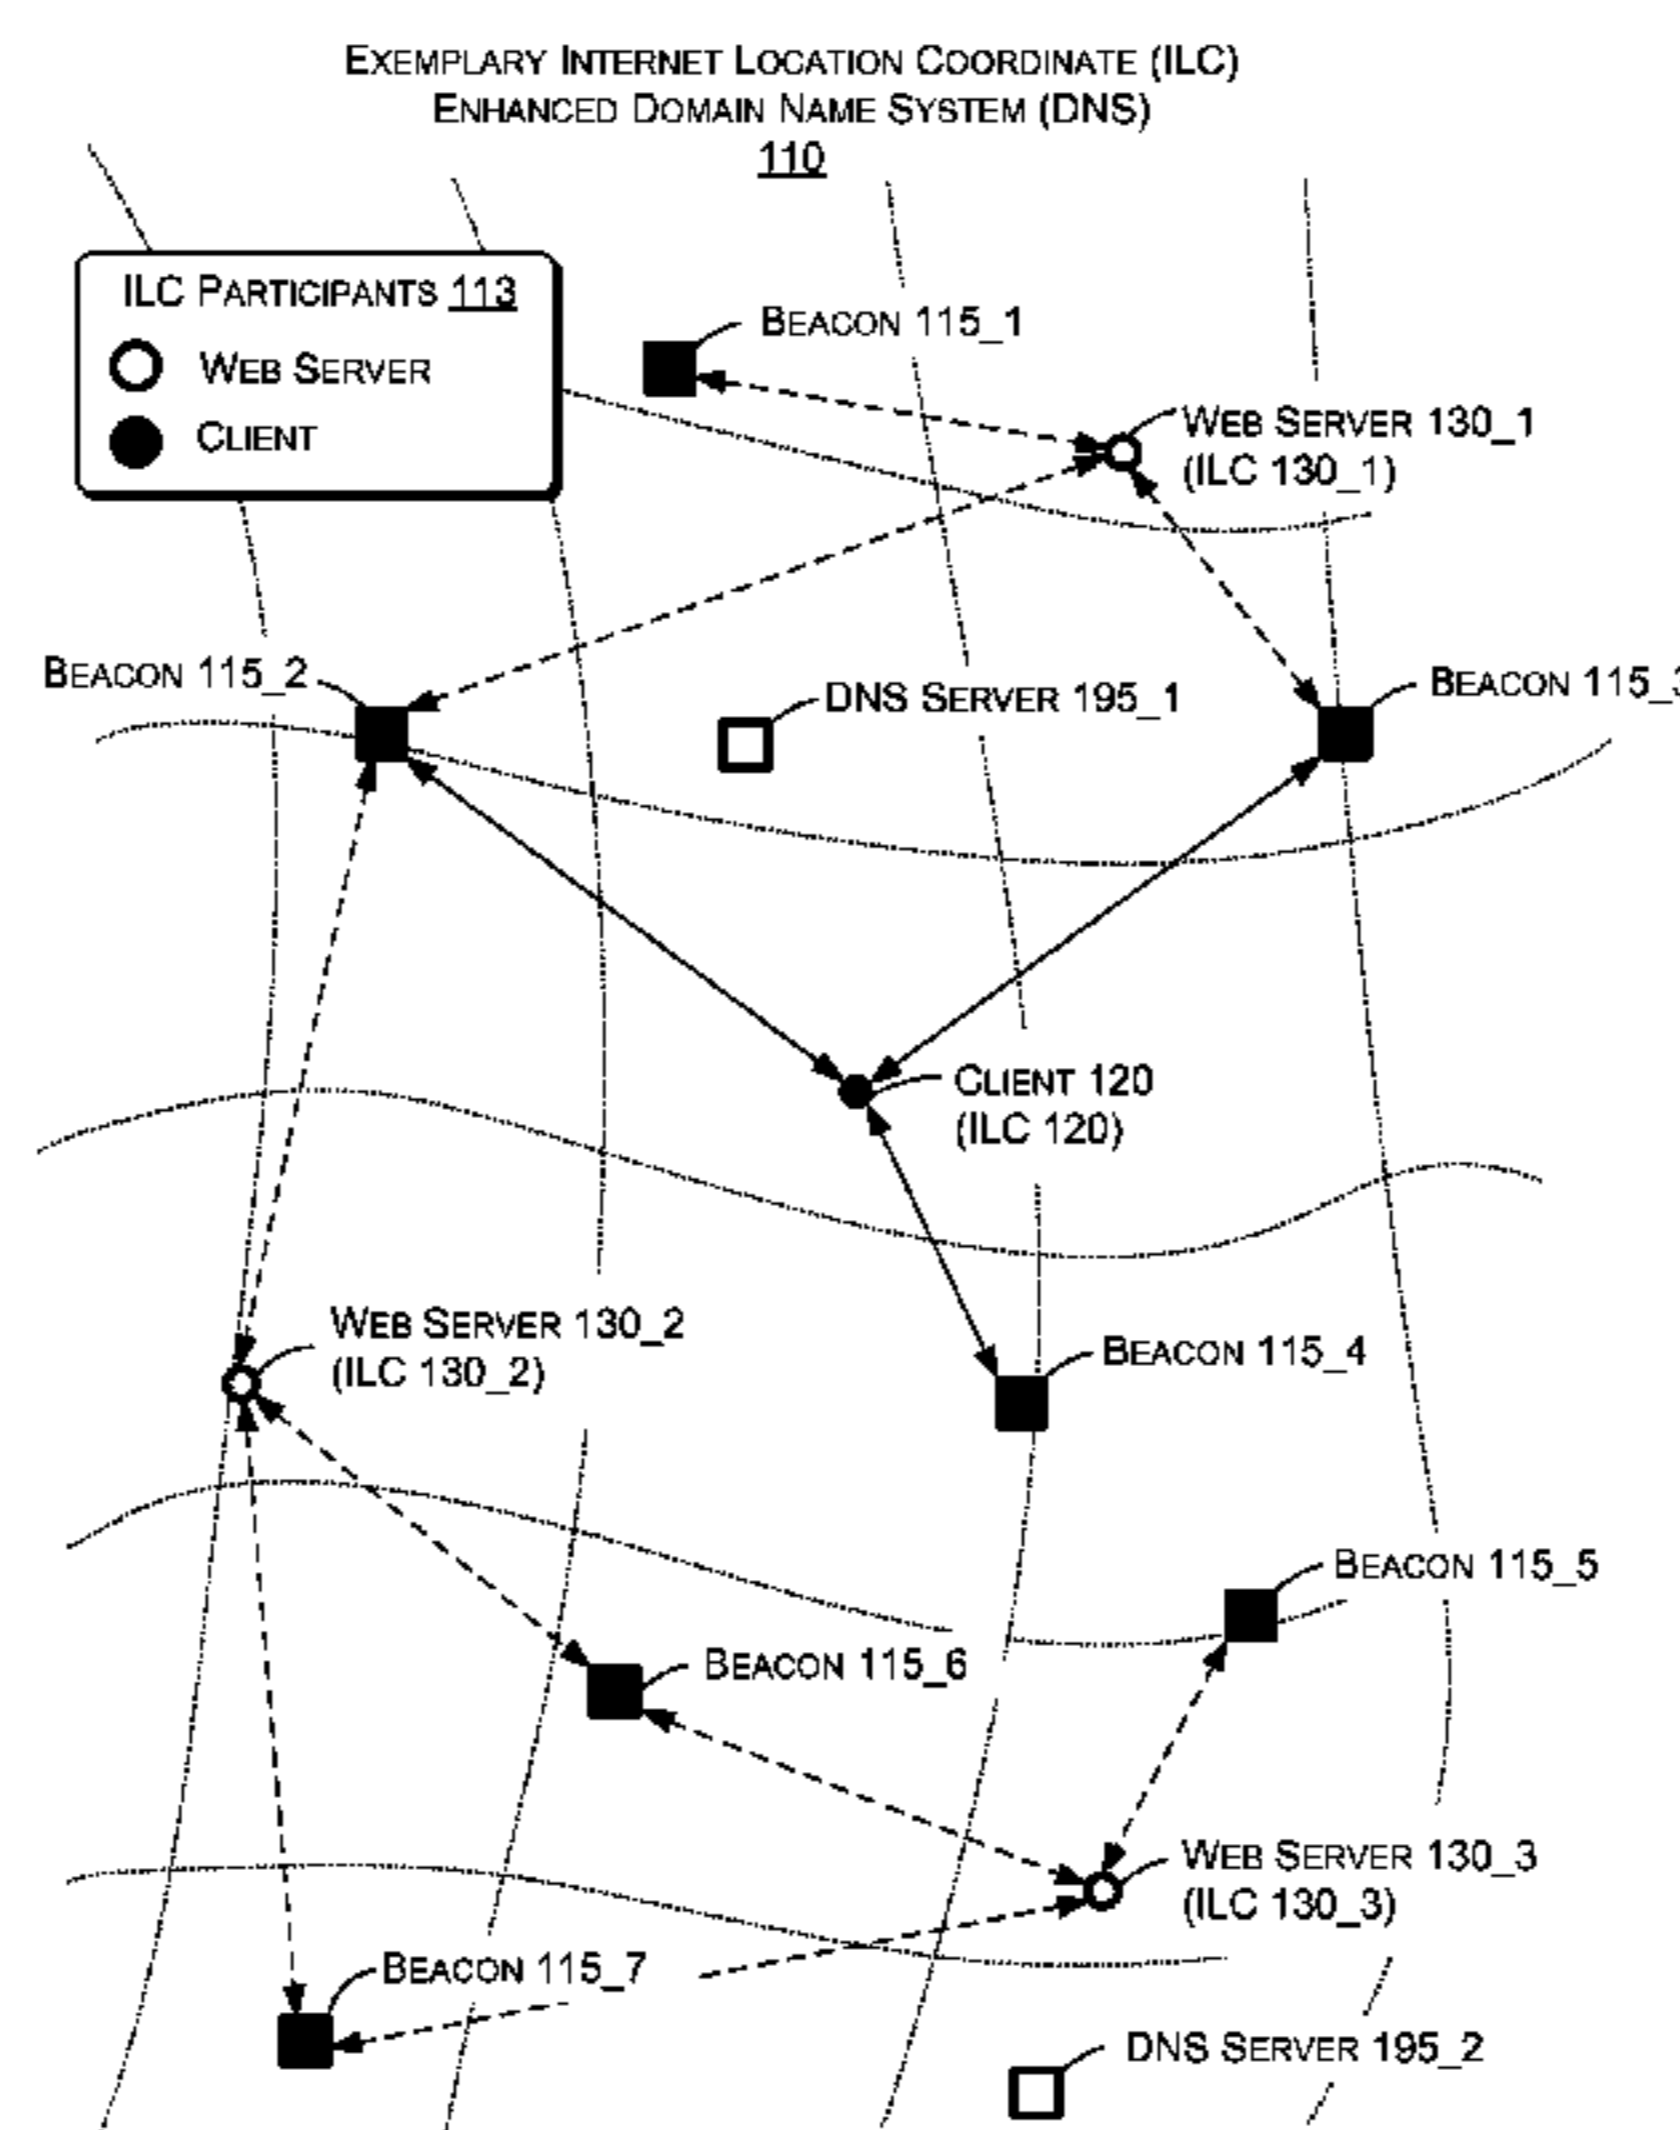 EXEMPLARY INTERNET LOCATION COORDINATE (ILC)
ENHANCED DOMAIN NAME SYSTEM (DNS)
110
ILC PARTICIPANTS 113
WEB SERVER
CLIENT
BEACON 115_1
WEB SERVER 130_1
(ILC 130_1)
BEACON 115_2
DNS SERVER 195_1
BEACON 115_3
CLIENT 120
(ILC 120)
WEB SERVER 130_2
(ILC 130_2)
BEACON 115_4
BEACON 115_5
BEACON 115_6
WEB SERVER 130_3
(ILC 130_3)
BEACON 115_7
DNS SERVER 195_2